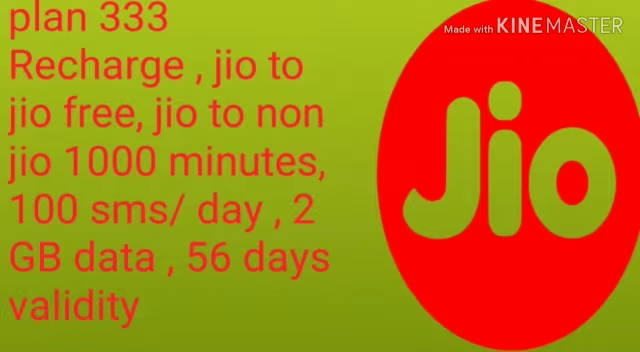 plan 333
Recharge , jio to
jio free, jio to non
jio 1000 minutes,
100 sms/ day , 2
GB data , 56 days
validity
Made with KINEMASTER
Jio